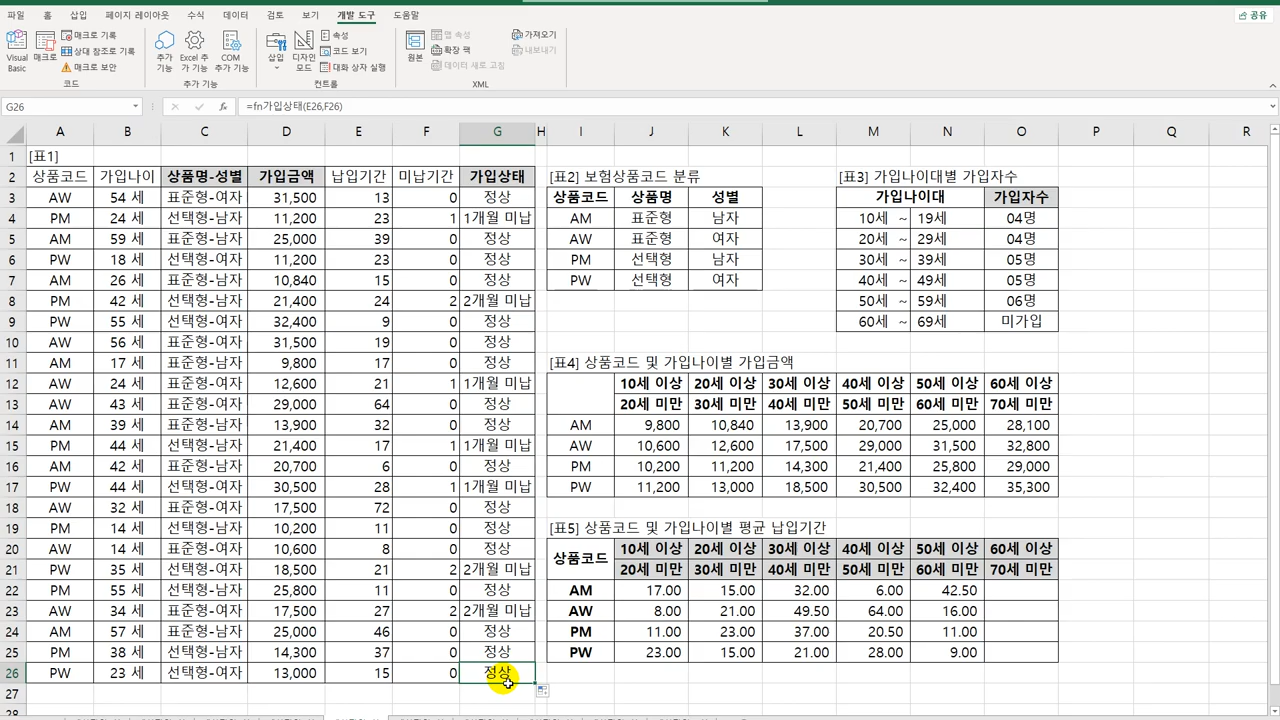 파일 홈 삽입 페이지 레이아웃 수식 데이터 검토 보기 개발 도구 도움말 공유
Visual Basic
매크로
매크로 기록
상대 참조로 기록
매크로 보안
코드
추가 기능
Excel 추가 기능
COM 추가 기능
추가 기능
삽입
디자인 모드
속성
코드 보기
대화 상자 실행
컨트롤
원본
맵 속성
확장 팩
데이터 새로 고침
가져오기
내보내기
XML
G26 fx =fn가입상태(E26,F26)
A B C D E F G H I J K L M N O P Q R
1 [표1]
2 상품코드 가입나이 상품명-성별 가입금액 납입기간 미납기간 가입상태 [표2] 보험상품코드 분류 [표3] 가입나이대별 가입자수
3 AW 54 세 표준형-여자 31,500 13 0 정상 상품코드 상품명 성별 가입나이대 가입자수
4 PM 24 세 선택형-남자 11,200 23 1 1개월 미납 AM 표준형 남자 10세 ~ 19세 04명
5 AM 59 세 표준형-남자 25,000 39 0 정상 AW 표준형 여자 20세 ~ 29세 04명
6 PW 18 세 선택형-여자 11,200 23 0 정상 PM 선택형 남자 30세 ~ 39세 05명
7 AM 26 세 표준형-남자 10,840 15 0 정상 PW 선택형 여자 40세 ~ 49세 05명
8 PM 42 세 선택형-남자 21,400 24 2 2개월 미납 50세 ~ 59세 06명
9 PW 55 세 선택형-여자 32,400 9 0 정상 60세 ~ 69세 미가입
10 AW 56 세 표준형-여자 31,500 19 0 정상
11 AM 17 세 표준형-남자 9,800 17 0 정상 [표4] 상품코드 및 가입나이별 가입금액
12 AW 24 세 표준형-여자 12,600 21 1 1개월 미납 10세 이상 20세 이상 30세 이상 40세 이상 50세 이상 60세 이상
13 AW 43 세 표준형-여자 29,000 64 0 정상 20세 미만 30세 미만 40세 미만 50세 미만 60세 미만 70세 미만
14 AM 39 세 표준형-남자 13,900 32 0 정상 AM 9,800 10,840 13,900 20,700 25,000 28,100
15 PM 44 세 선택형-남자 21,400 17 1 1개월 미납 AW 10,600 12,600 17,500 29,000 31,500 32,800
16 AM 42 세 표준형-남자 20,700 6 0 정상 PM 10,200 11,200 14,300 21,400 25,800 29,000
17 PW 44 세 선택형-여자 30,500 28 1 1개월 미납 PW 11,200 13,000 18,500 30,500 32,400 35,300
18 AW 32 세 표준형-여자 17,500 72 0 정상
19 PM 14 세 선택형-남자 10,200 11 0 정상 [표5] 상품코드 및 가입나이별 평균 납입기간
20 AW 14 세 표준형-여자 10,600 8 0 정상 상품코드 10세 이상 20세 이상 30세 이상 40세 이상 50세 이상 60세 이상
21 PW 35 세 선택형-여자 18,500 21 2 2개월 미납 20세 미만 30세 미만 40세 미만 50세 미만 60세 미만 70세 미만
22 PM 55 세 선택형-남자 25,800 11 0 정상 AM 17.00 15.00 32.00 6.00 42.50
23 AW 34 세 표준형-여자 17,500 27 2 2개월 미납 AW 8.00 21.00 49.50 64.00 16.00
24 AM 57 세 표준형-남자 25,000 46 0 정상 PM 11.00 23.00 37.00 20.50 11.00
25 PM 38 세 선택형-남자 14,300 37 0 정상 PW 23.00 15.00 21.00 28.00 9.00
26 PW 23 세 선택형-여자 13,000 15 0 정상
27
28